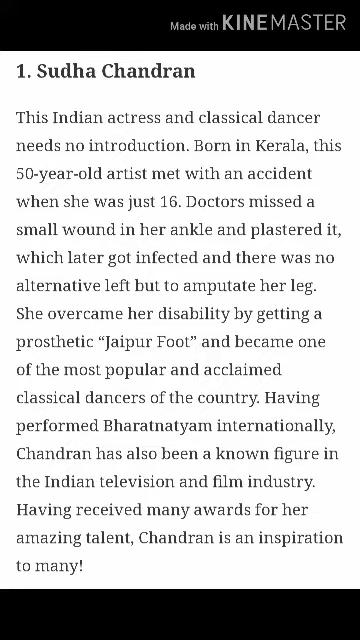 Made with KINEMASTER
1. Sudha Chandran
This Indian actress and classical dancer
needs no introduction. Born in Kerala, this
50-year-old artist met with an accident
when she was just 16. Doctors missed a
small wound in her ankle and plastered it,
which later got infected and there was no
alternative left but to amputate her leg.
She overcame her disability by getting a
prosthetic “Jaipur Foot” and became one
of the most popular and acclaimed
classical dancers of the country. Having
performed Bharatnatyam internationally,
Chandran has also been a known figure in
the Indian television and film industry.
Having received many awards for her
amazing talent, Chandran is an inspiration
to many!